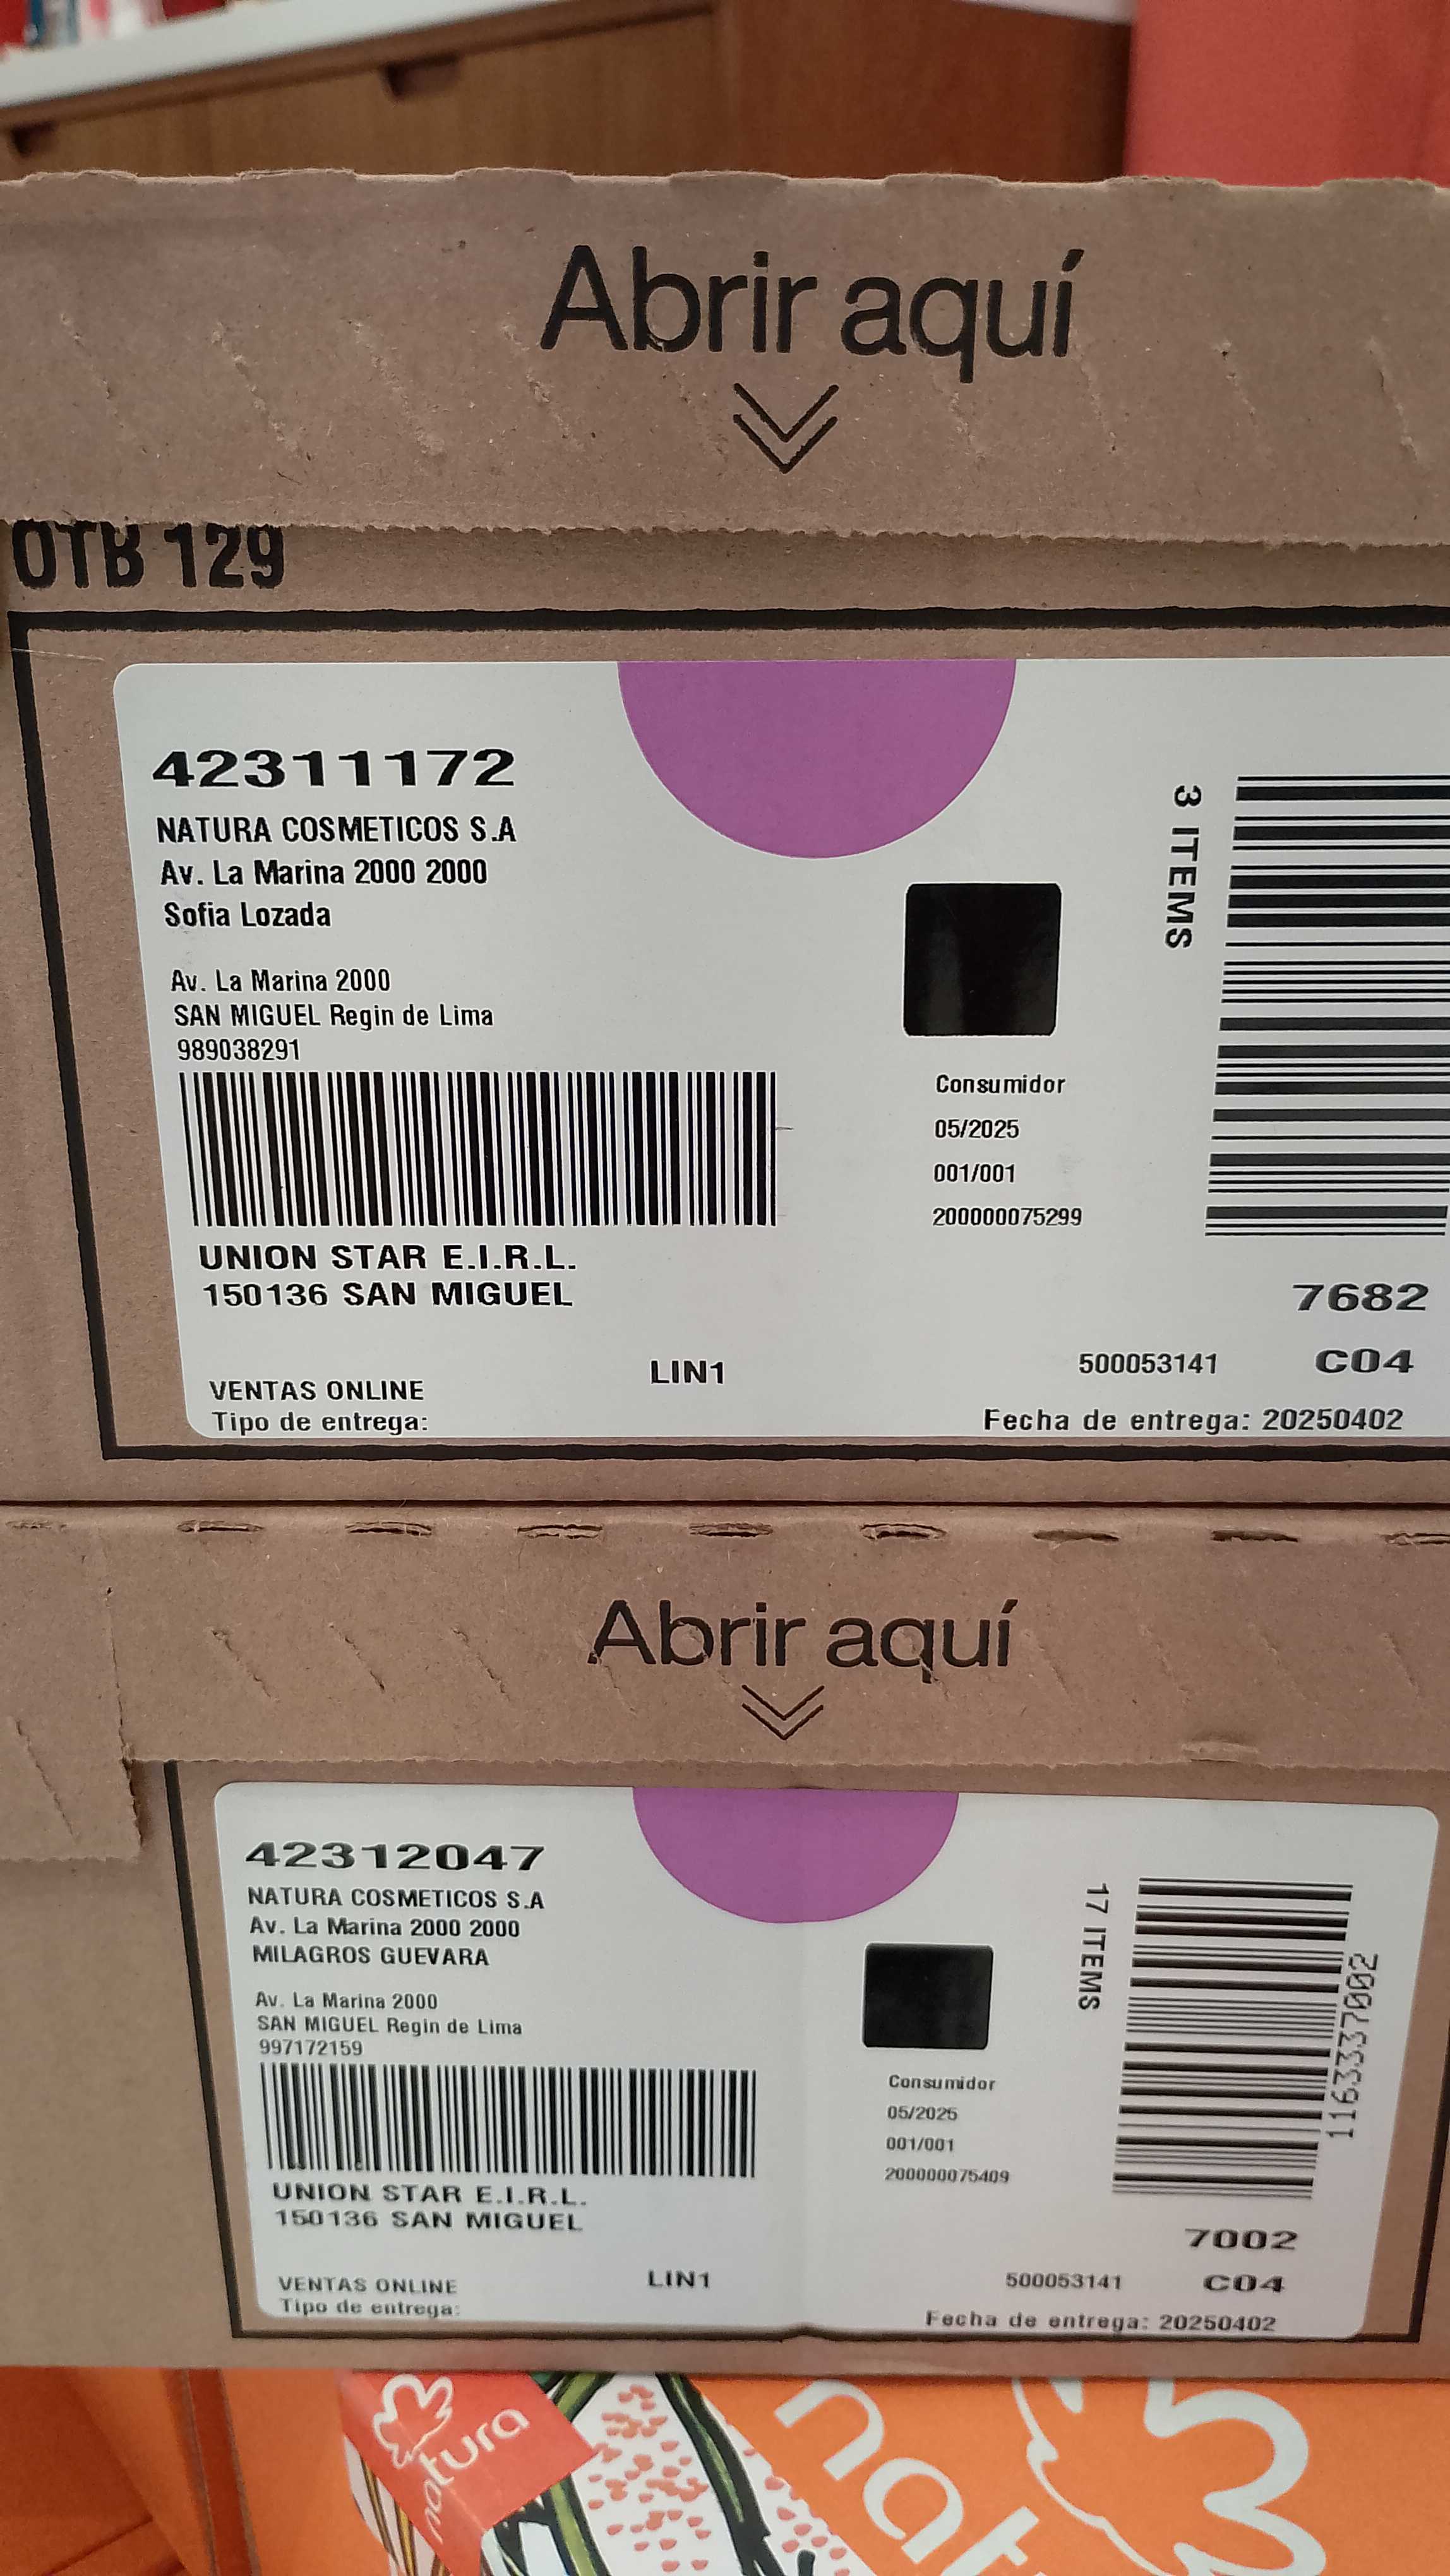 Abrir aquí
OTB 129
42311172
NATURA COSMETICOS S.A
Av. La Marina 2000 2000
Sofia Lozada
Av. La Marina 2000
SAN MIGUEL Regin de Lima
989038291
UNION STAR E.I.R.L.
150136 SAN MIGUEL
VENTAS ONLINE
Tipo de entrega:
LIN1
3 ITEMS
Consumidor
05/2025
001/001
200000075299
7682
500053141 C04
Fecha de entrega: 20250402
Abrir aquí
42312047
NATURA COSMETICOS S.A
Av. La Marina 2000 2000
MILAGROS GUEVARA
Av. La Marina 2000
SAN MIGUEL Regin de Lima
997172159
UNION STAR E.I.R.L.
150136 SAN MIGUEL
VENTAS ONLINE
Tipo de entrega:
LIN1
17 ITEMS
1163337002
Consumidor
05/2025
001/001
200000075409
7002
500053141 C04
Fecha de entrega: 20250402
natura
natu